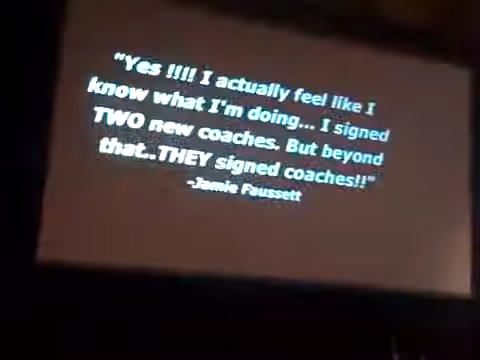 "Yes !!!! I actually feel like I
know what I'm doing... I signed
TWO new coaches. But beyond
that..THEY signed coaches!!"
-Jamie Faussett